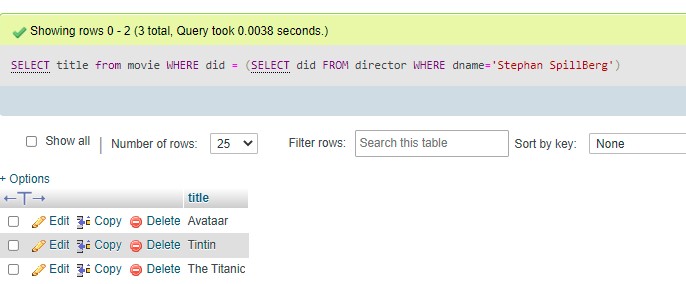 Showing rows 0 - 2 (3 total, Query took 0.0038 seconds.)
SELECT title from movie WHERE did = (SELECT did FROM director WHERE dname='Stephan SpillBerg')
Show all | Number of rows: 25 Filter rows: Search this table Sort by key: None
+ Options
←T→ title
Edit Copy Delete Avataar
Edit Copy Delete Tintin
Edit Copy Delete The Titanic